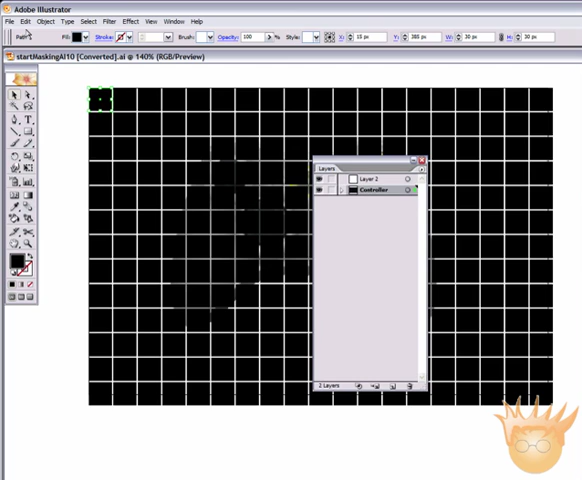 Adobe Illustrator
File Edit Object Type Select Filter Effect View Window Help
Path Fill: Stroke: Brush: Opacity: 100 Style: X: 15 px Y: 385 px W: 30 px H: 30 px
startMaskingAI10 [Converted].ai @ 140% (RGB/Preview)
Layers
Layer 2
Controller
2 Layers